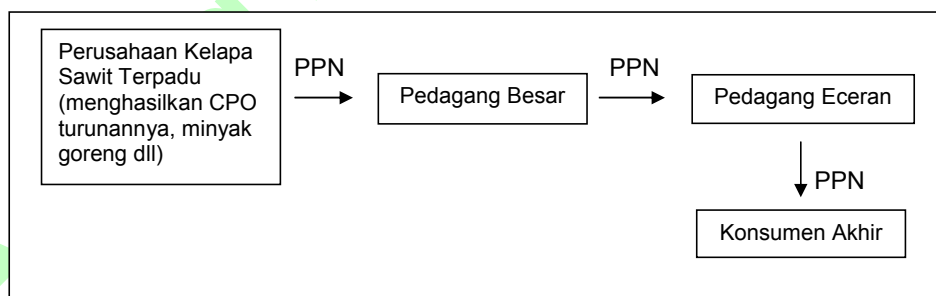 Perusahaan Kelapa
Sawit Terpadu
(menghasilkan CPO
turunannya, minyak
goreng dll)
PPN
Pedagang Besar
PPN
Pedagang Eceran
PPN
Konsumen Akhir